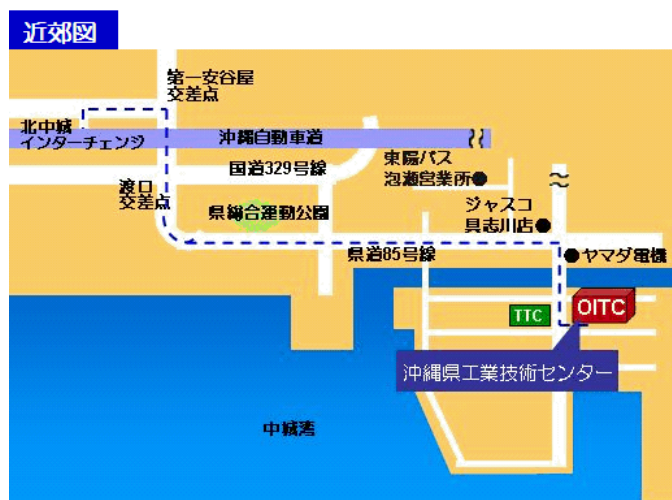 近郊図
第一安谷屋
交差点
北中城
インターチェンジ
沖縄自動車道
国道329号線
東陽バス
泡瀬営業所
渡口
交差点
県総合運動公園
ジャスコ
具志川店
県道85号線
ヤマダ電機
TTC
OITC
沖縄県工業技術センター
中城湾